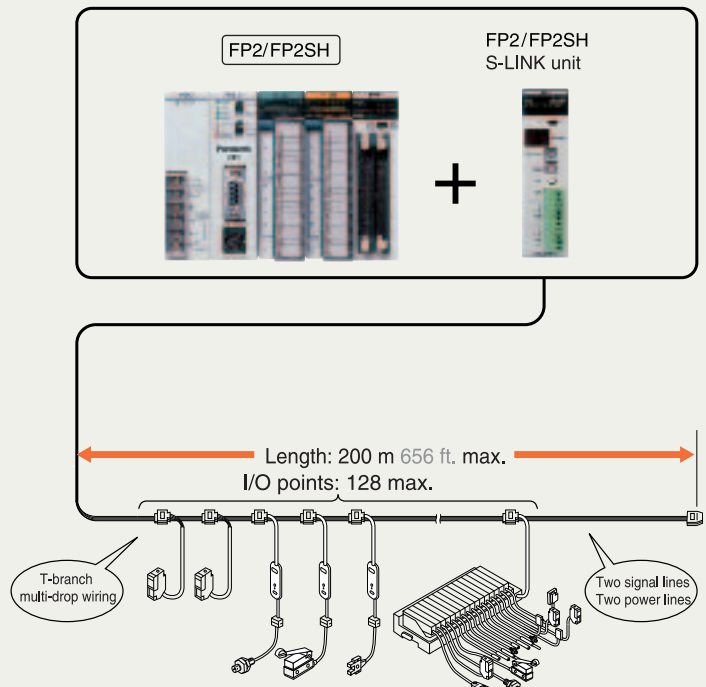 FP2/FP2SH
FP2/FP2SH
S-LINK unit
Panasonic
+
Length: 200 m 656 ft. max.
I/O points: 128 max.
T-branch
multi-drop wiring
Two signal lines
Two power lines